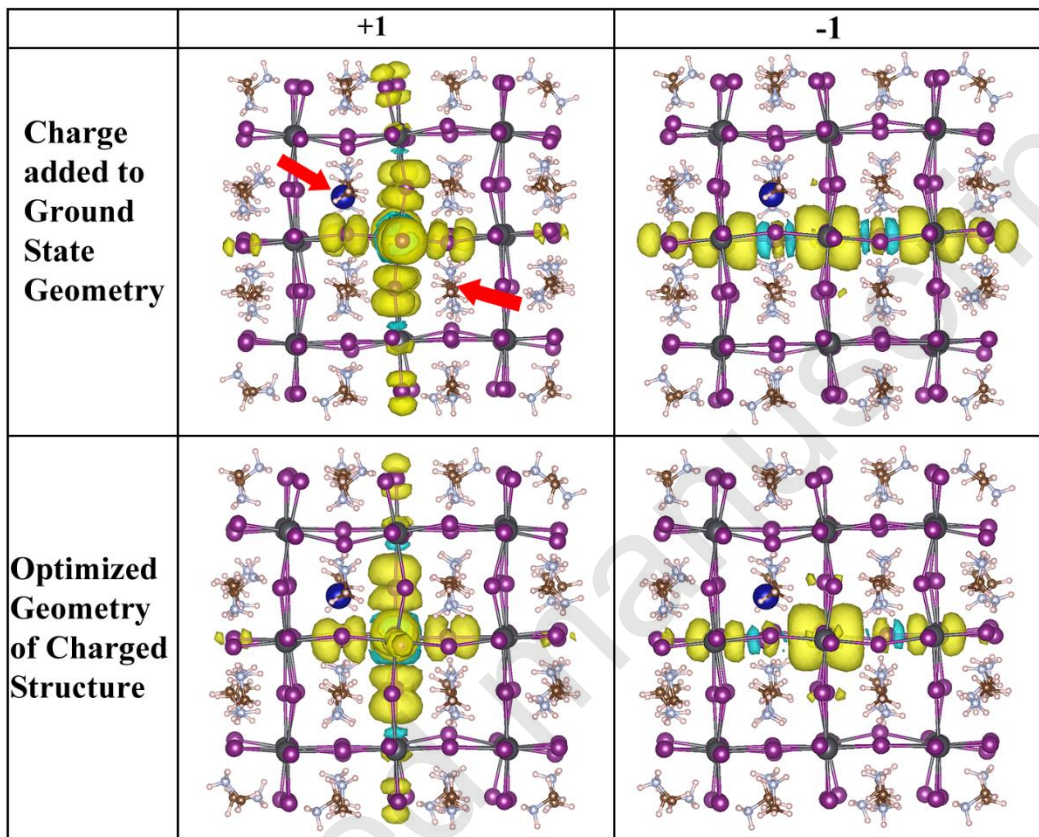 +1
-1
Charge
added to
Ground
State
Geometry
Optimized
Geometry
of Charged
Structure